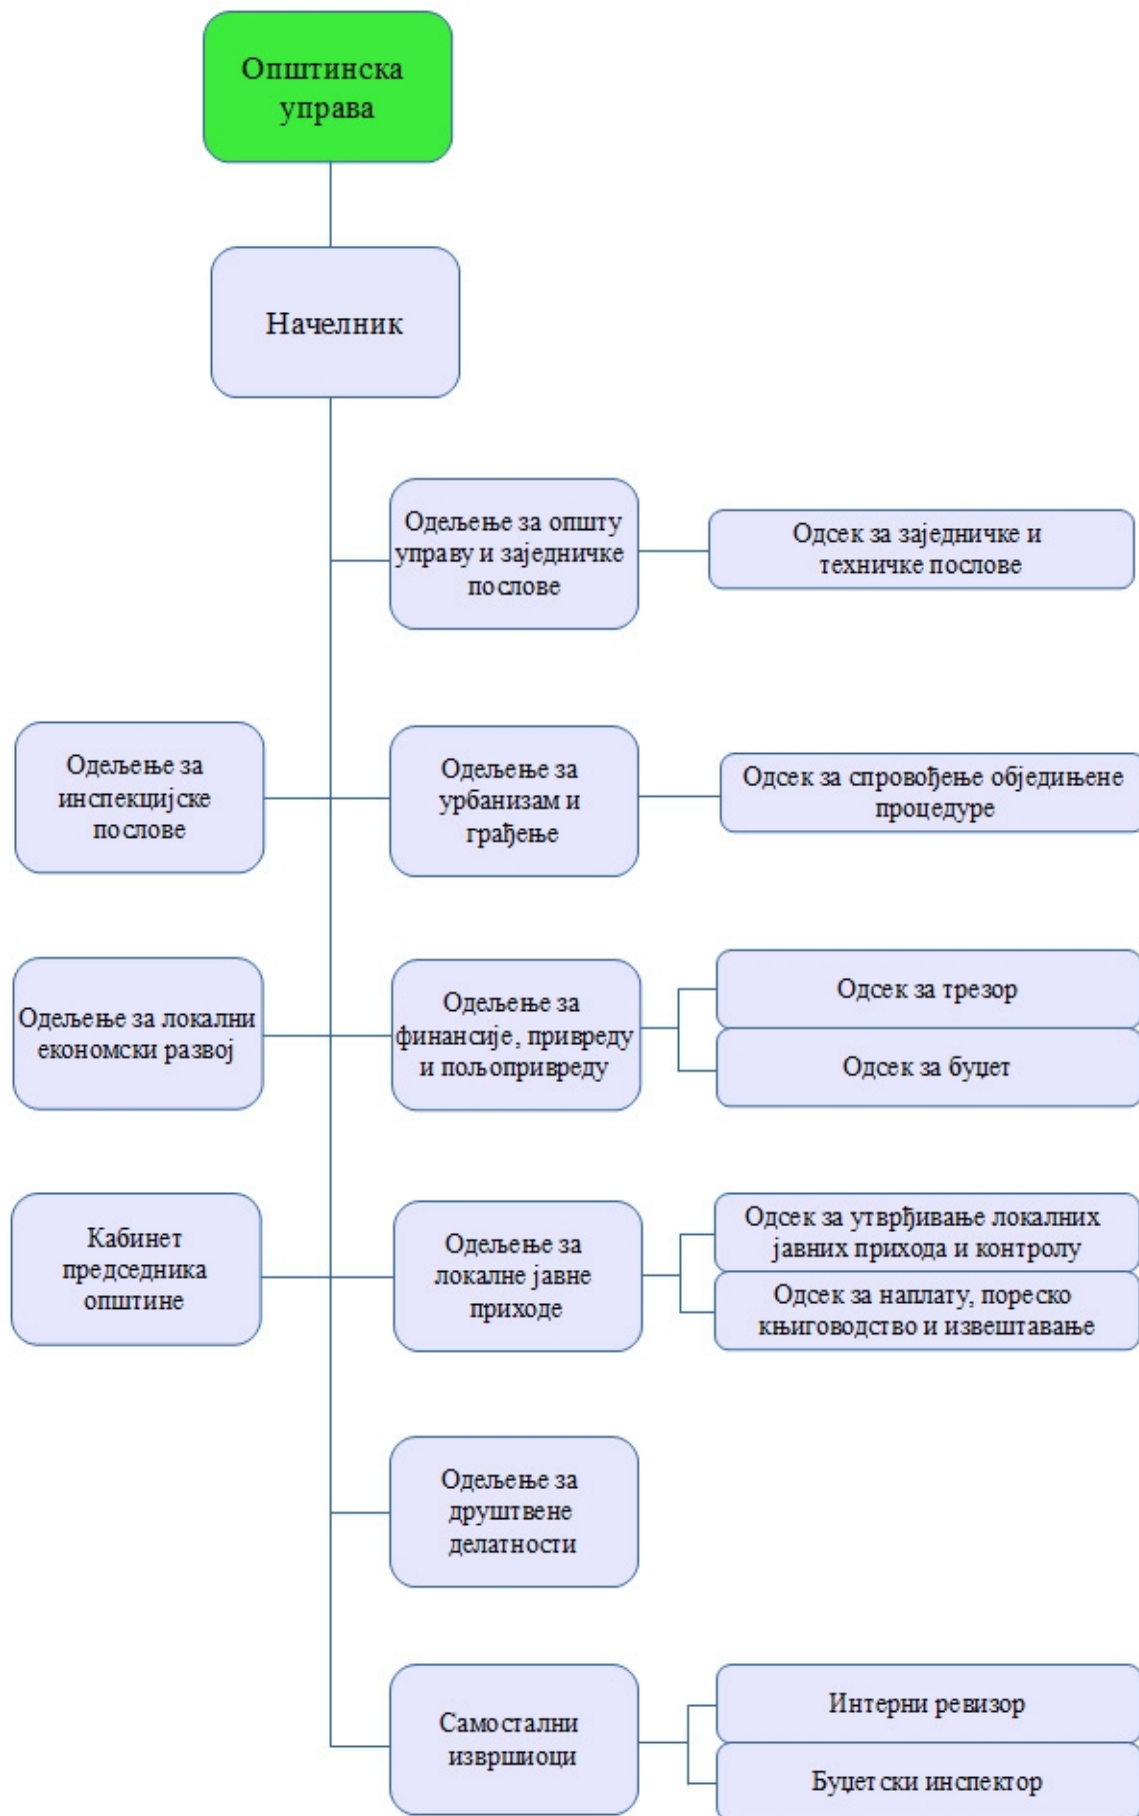 Општинска
управа
Начелник
Одељење за општу
управу и заједничке
послове
Одсек за заједничке и
техничке послове
Одељење за
инспекцијске
послове
Одељење за
урбанизам и
грађење
Одсек за спровођење обједињене
процедуре
Одељење за локални
економски развој
Одељење за
финансије, привреду
и пољопривреду
Одсек за трезор
Одсек за буџет
Кабинет
председника
општине
Одељење за
локалне јавне
приходе
Одсек за утврђивање локалних
јавних прихода и контролу
Одсек за наплату, пореско
књиговодство и извештавање
Одељење за
друштвене
делатности
Самостални
извршиоци
Интерни ревизор
Буџетски инспектор